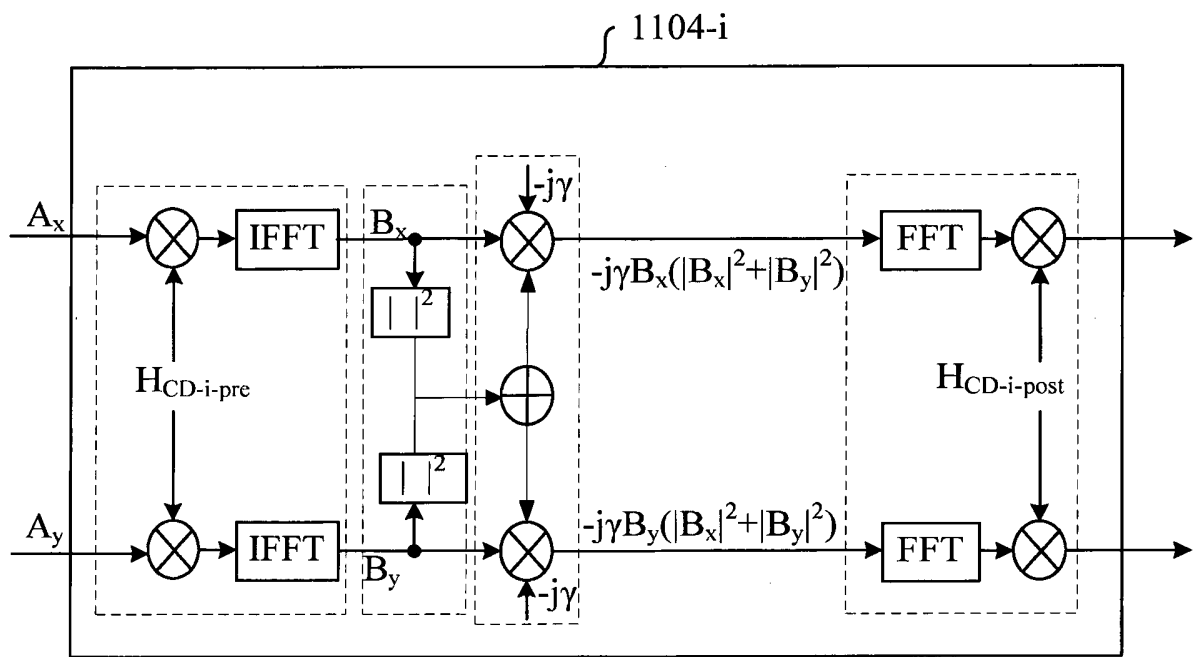 1104-i
-jγ
A_x
IFFT
B_x
FFT
-jγB_x(|B_x|²+|B_y|²)
| |²
H_CD-i-pre
H_CD-i-post
| |²
A_y
IFFT
B_y
-jγB_y(|B_x|²+|B_y|²)
FFT
-jγ